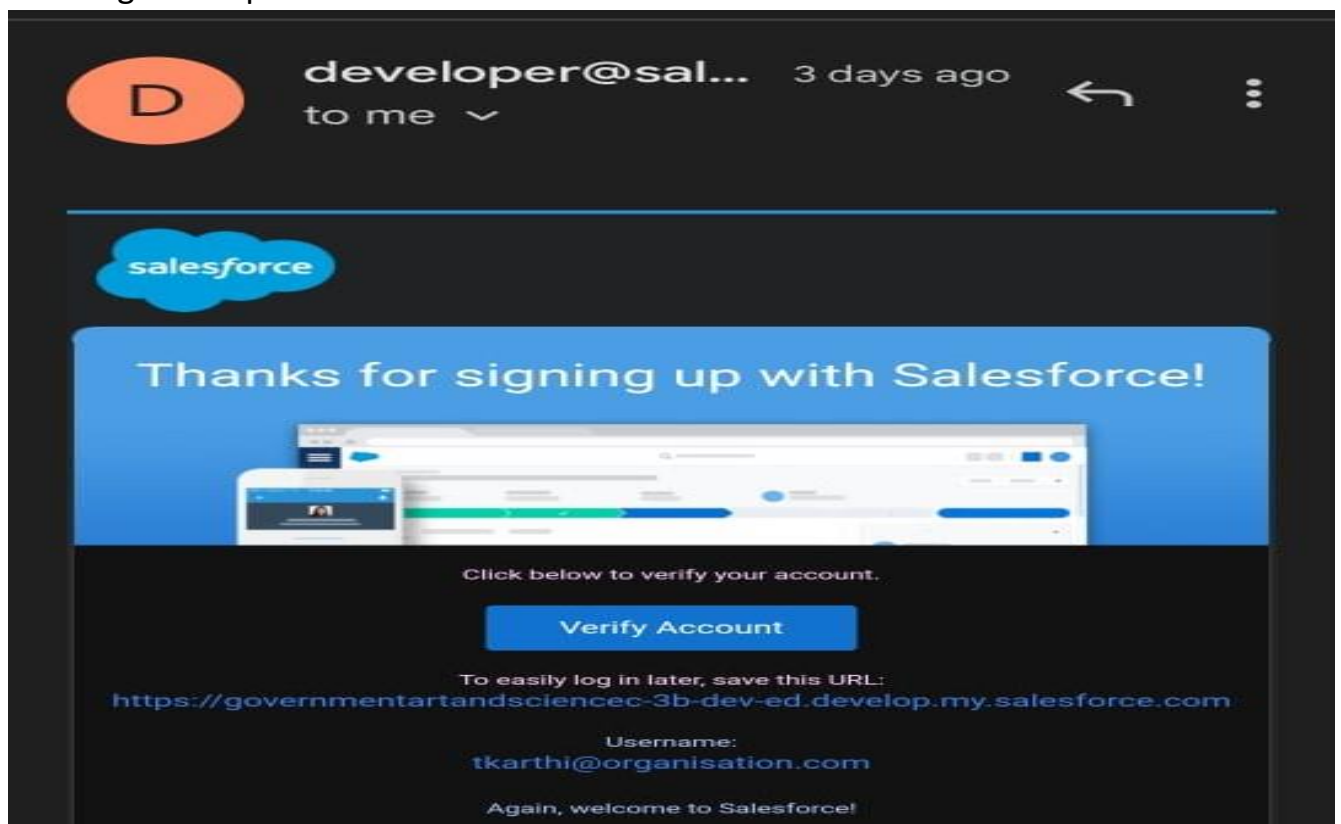 D
developer@sal... 3 days ago
to me
salesforce
Thanks for signing up with Salesforce!
Click below to verify your account.
Verify Account
To easily log in later, save this URL:
https://governmentartandsciencec-3b-dev-ed.develop.my.salesforce.com
Username:
tkarthi@organisation.com
Again, welcome to Salesforce!